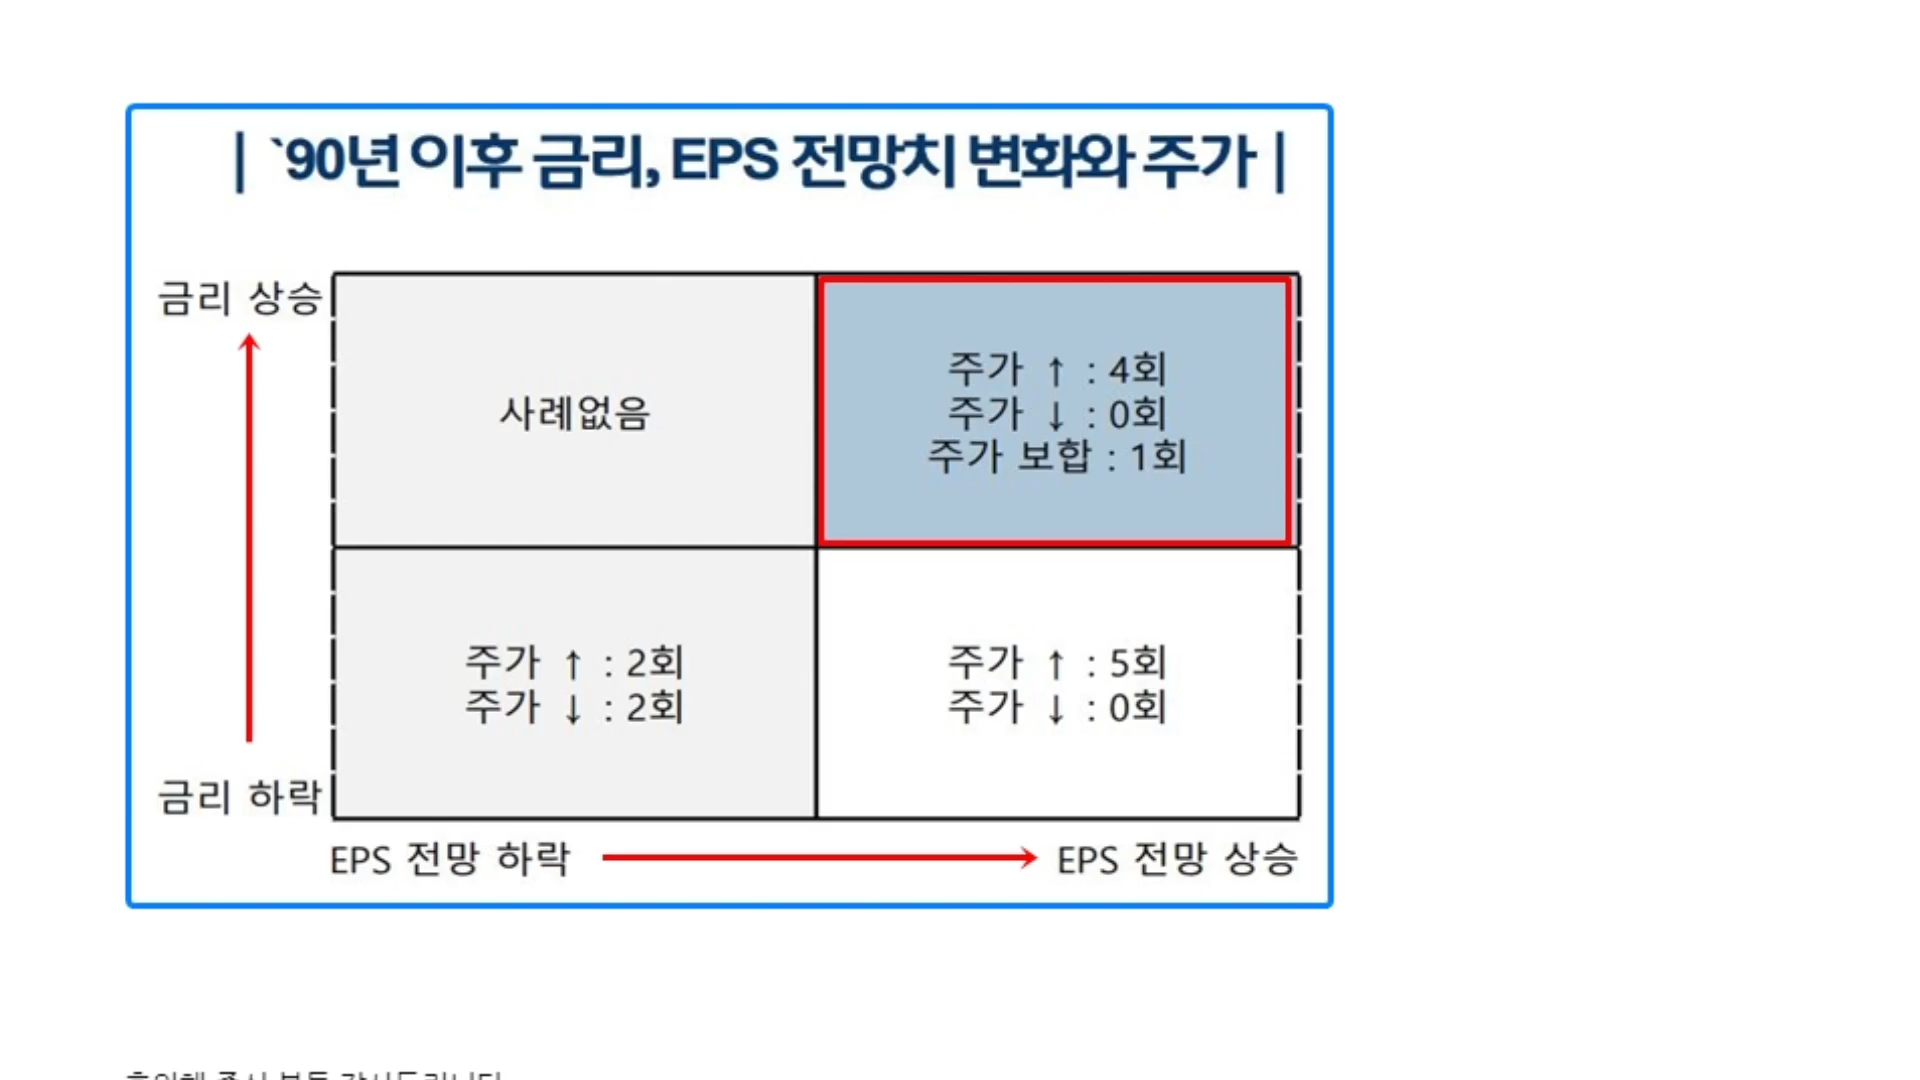 | `90년 이후 금리, EPS 전망치 변화와 주가 |
금리 상승
사례없음
주가 ↑ : 4회
주가 ↓ : 0회
주가 보합 : 1회
주가 ↑ : 2회
주가 ↓ : 2회
주가 ↑ : 5회
주가 ↓ : 0회
금리 하락
EPS 전망 하락
EPS 전망 상승